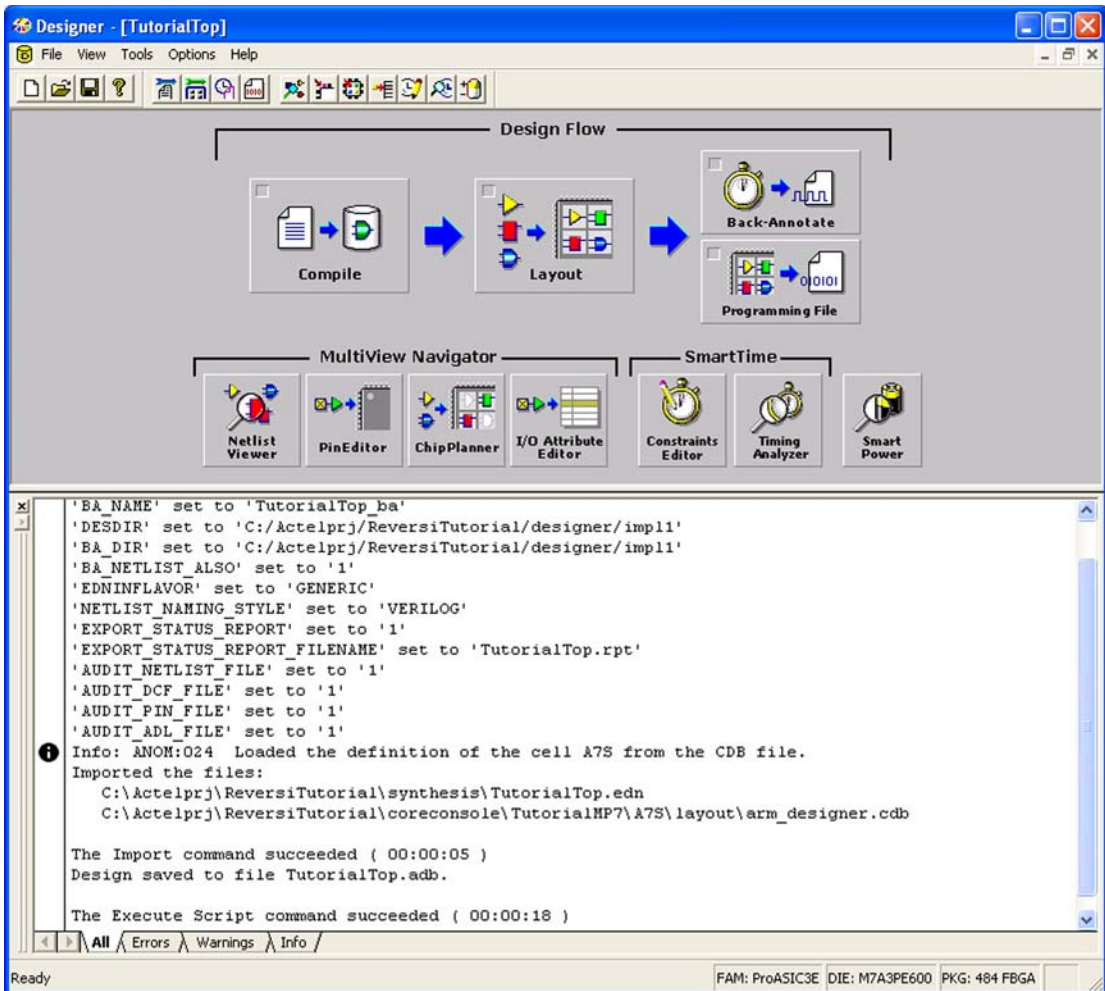 Designer - [TutorialTop]
File View Tools Options Help
Design Flow
Compile
Layout
Back-Annotate
010101
Programming File
MultiView Navigator
SmartTime
Netlist Viewer
PinEditor
ChipPlanner
I/O Attribute Editor
Constraints Editor
Timing Analyzer
Smart Power
'BA_NAME' set to 'TutorialTop_ba'
'DESDIR' set to 'C:/Actelprj/ReversiTutorial/designer/impl1'
'BA_DIR' set to 'C:/Actelprj/ReversiTutorial/designer/impl1'
'BA_NETLIST_ALSO' set to '1'
'EDNINFLAVOR' set to 'GENERIC'
'NETLIST_NAMING_STYLE' set to 'VERILOG'
'EXPORT_STATUS_REPORT' set to '1'
'EXPORT_STATUS_REPORT_FILENAME' set to 'TutorialTop.rpt'
'AUDIT_NETLIST_FILE' set to '1'
'AUDIT_DCF_FILE' set to '1'
'AUDIT_PIN_FILE' set to '1'
'AUDIT_ADL_FILE' set to '1'
Info: ANOM:024 Loaded the definition of the cell A7S from the CDB file.
Imported the files:
C:\Actelprj\ReversiTutorial\synthesis\TutorialTop.edn
C:\Actelprj\ReversiTutorial\coreconsole\TutorialMP7\A7S\layout\arm_designer.cdb
The Import command succeeded ( 00:00:05 )
Design saved to file TutorialTop.adb.
The Execute Script command succeeded ( 00:00:18 )
All Errors Warnings Info
Ready FAM: ProASIC3E DIE: M7A3PE600 PKG: 484 FBGA